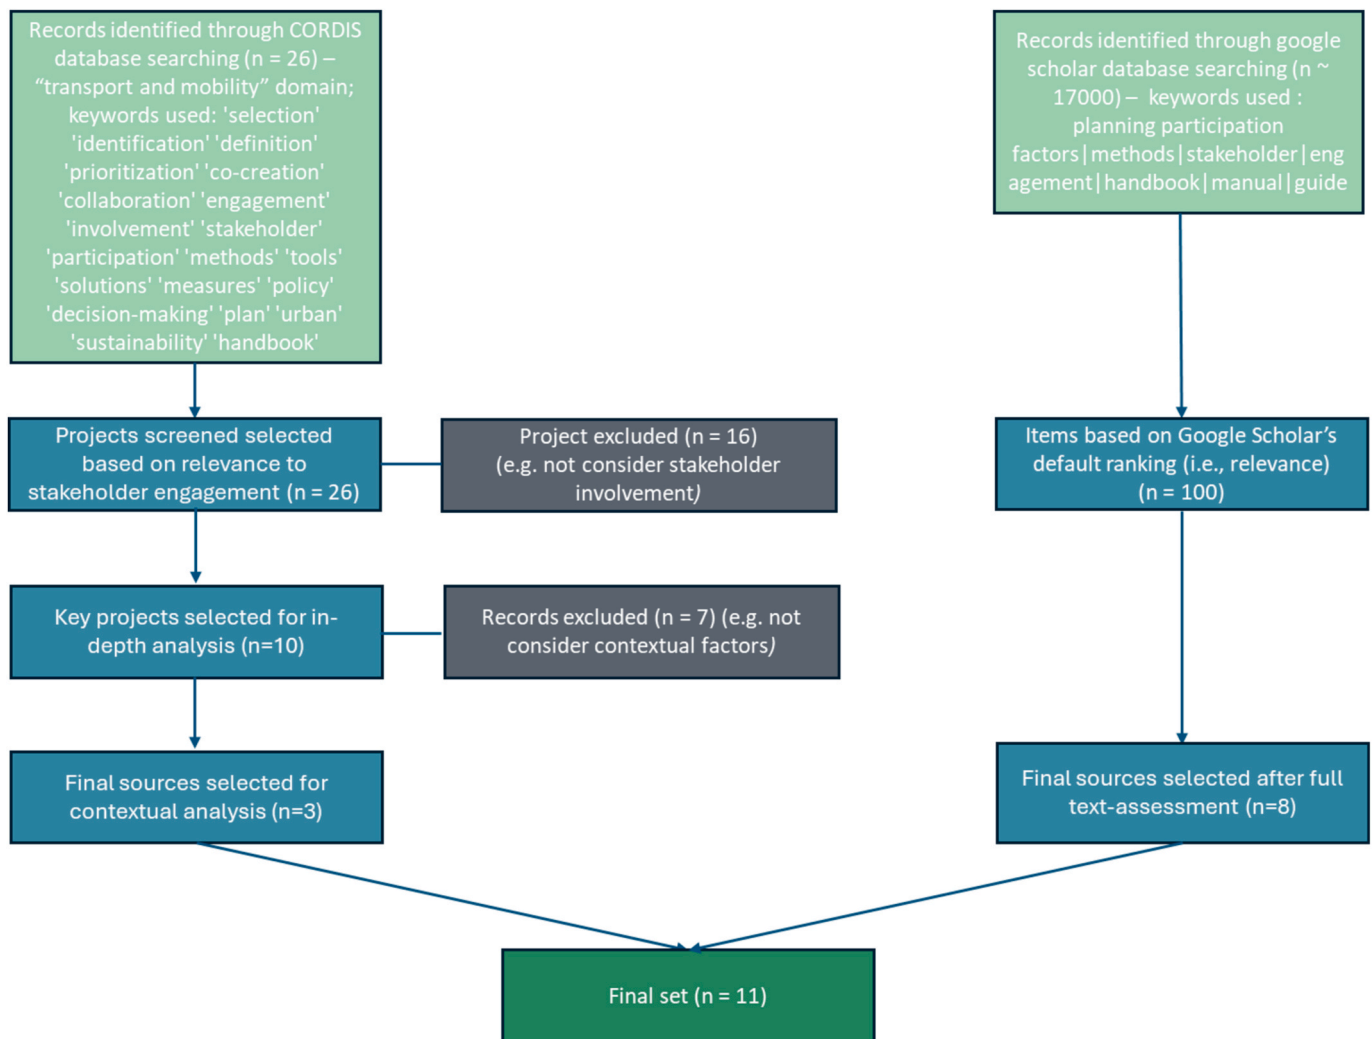 Records identified through CORDIS
database searching (n = 26) –
“transport and mobility” domain;
keywords used: 'selection'
'identification' 'definition'
'prioritization' 'co-creation'
'collaboration' 'engagement'
'involvement' 'stakeholder'
'participation' 'methods' 'tools'
'solutions' 'measures' 'policy'
'decision-making' 'plan' 'urban'
'sustainability' 'handbook'
Records identified through google
scholar database searching (n ~
17000) – keywords used :
planning participation
factors|methods|stakeholder|eng
agement|handbook|manual|guide
Projects screened selected
based on relevance to
stakeholder engagement (n = 26)
Project excluded (n = 16)
(e.g. not consider stakeholder
involvement)
Items based on Google Scholar’s
default ranking (i.e., relevance)
(n = 100)
Key projects selected for in-
depth analysis (n=10)
Records excluded (n = 7) (e.g. not
consider contextual factors)
Final sources selected for
contextual analysis (n=3)
Final sources selected after full
text-assessment (n=8)
Final set (n = 11)